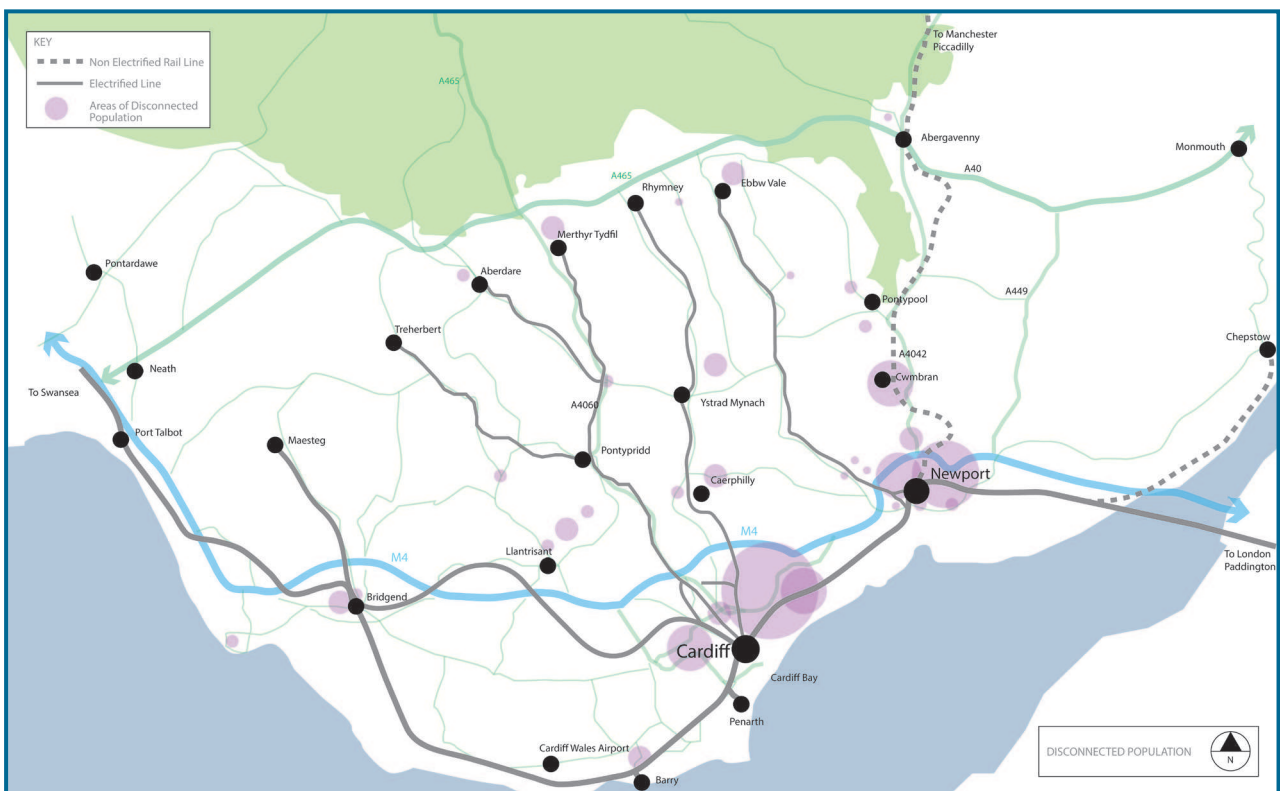 KEY
Non Electrified Rail Line
Electrified Line
Areas of Disconnected
Population
To Manchester
Piccadilly
A465
Abergavenny
Monmouth
A40
A465
Rhymney
Ebbw Vale
Merthyr Tydfil
Pontardawe
Aberdare
Pontypool
A449
Treherbert
Chepstow
A4042
Neath
Cwmbran
To Swansea
A4060
Ystrad Mynach
Port Talbot
Maesteg
Pontypridd
Newport
Caerphilly
M4
M4
Llantrisant
To London
Paddington
Bridgend
Cardiff
Cardiff Bay
Penarth
Cardiff Wales Airport
Barry
DISCONNECTED POPULATION
N